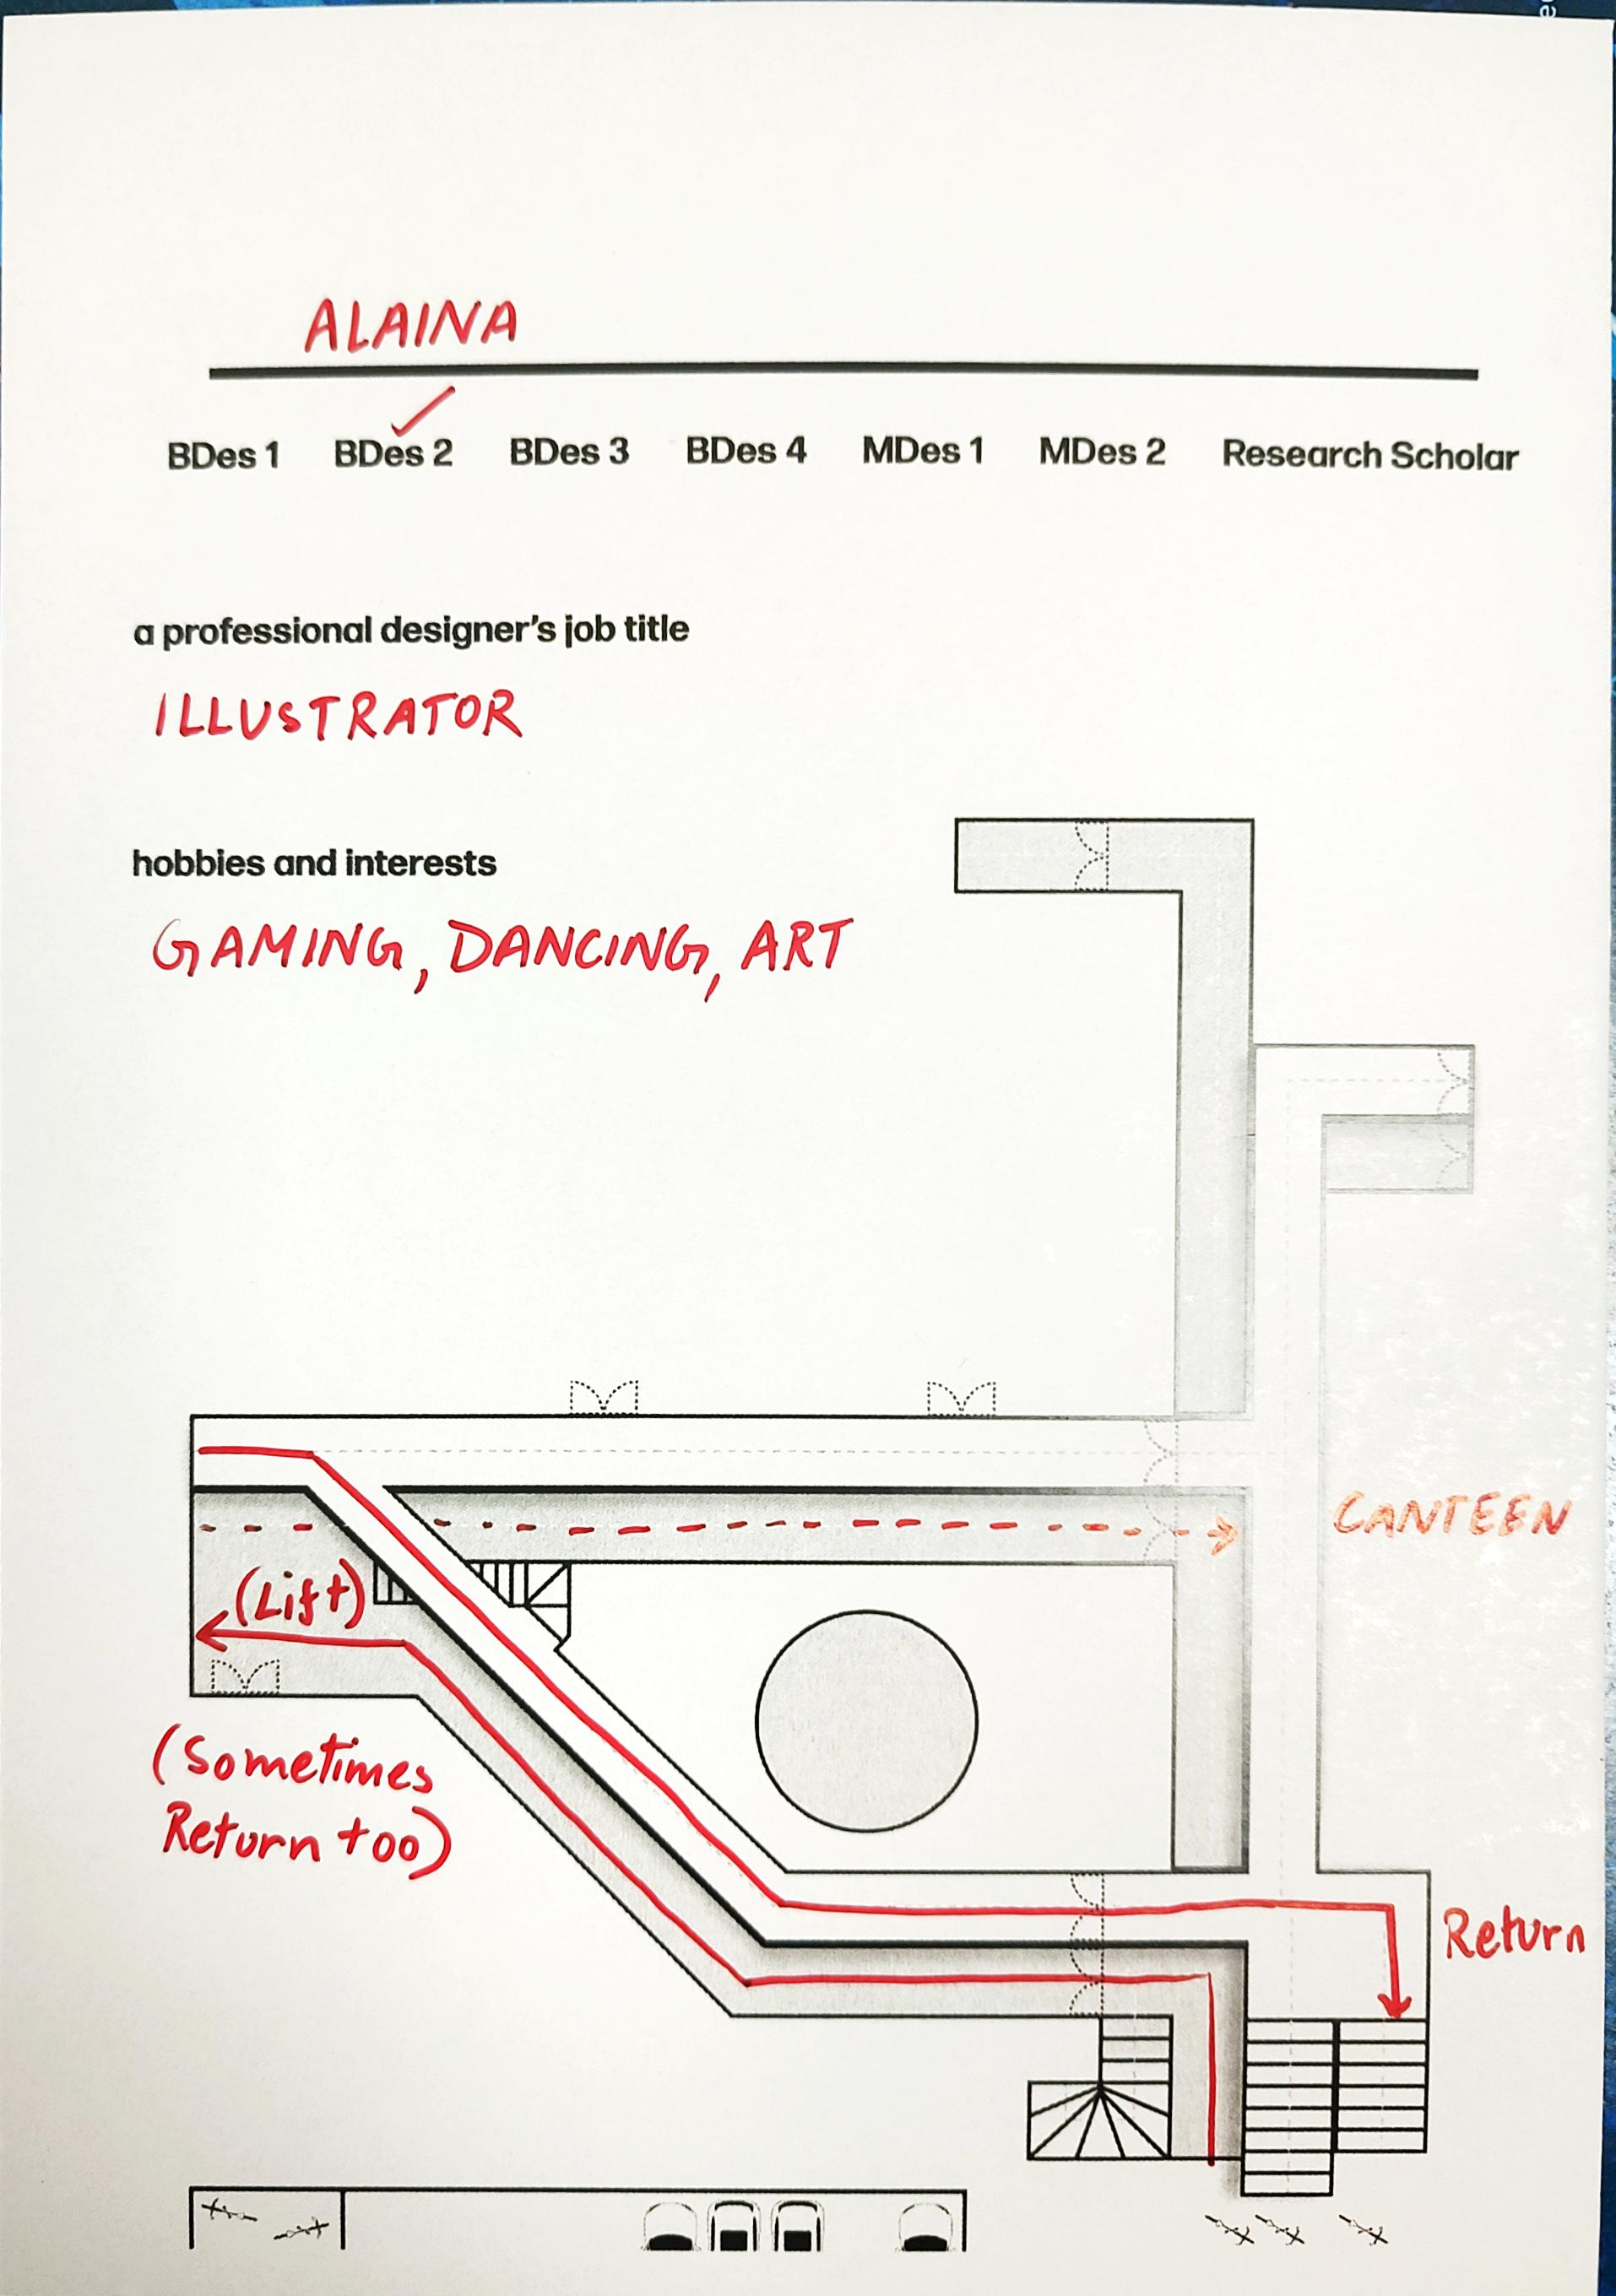 ALAINA
BDes 1 BDes 2 BDes 3 BDes 4 MDes 1 MDes 2 Research Scholar
a professional designer's job title
ILLUSTRATOR
hobbies and interests
GAMING, DANCING, ART
CANTEEN
(Lift)
(Sometimes
Return too)
Return